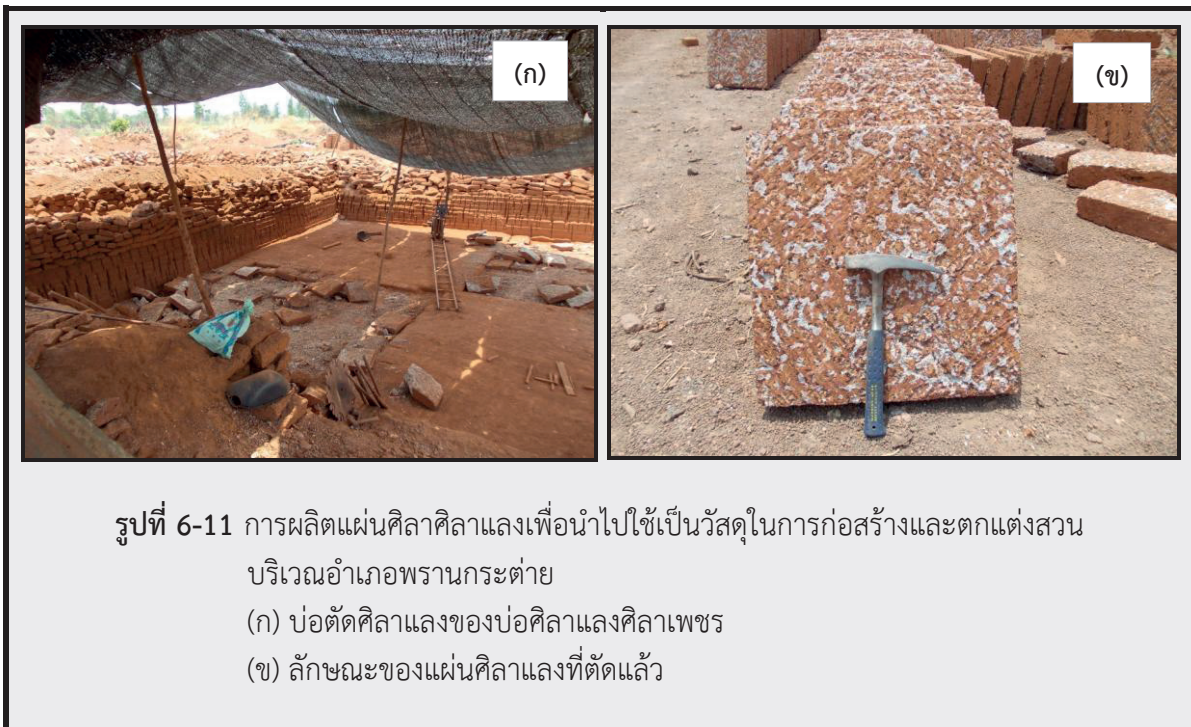 (ก)
(ข)
รูปที่ 6-11 การผลิตแผ่นศิลาศิลาแลงเพื่อนำไปใช้เป็นวัสดุในการก่อสร้างและตกแต่งสวน
บริเวณอำเภอพรานกระต่าย
(ก) บ่อตัดศิลาแลงของบ่อศิลาแลงศิลาเพชร
(ข) ลักษณะของแผ่นศิลาแลงที่ตัดแล้ว